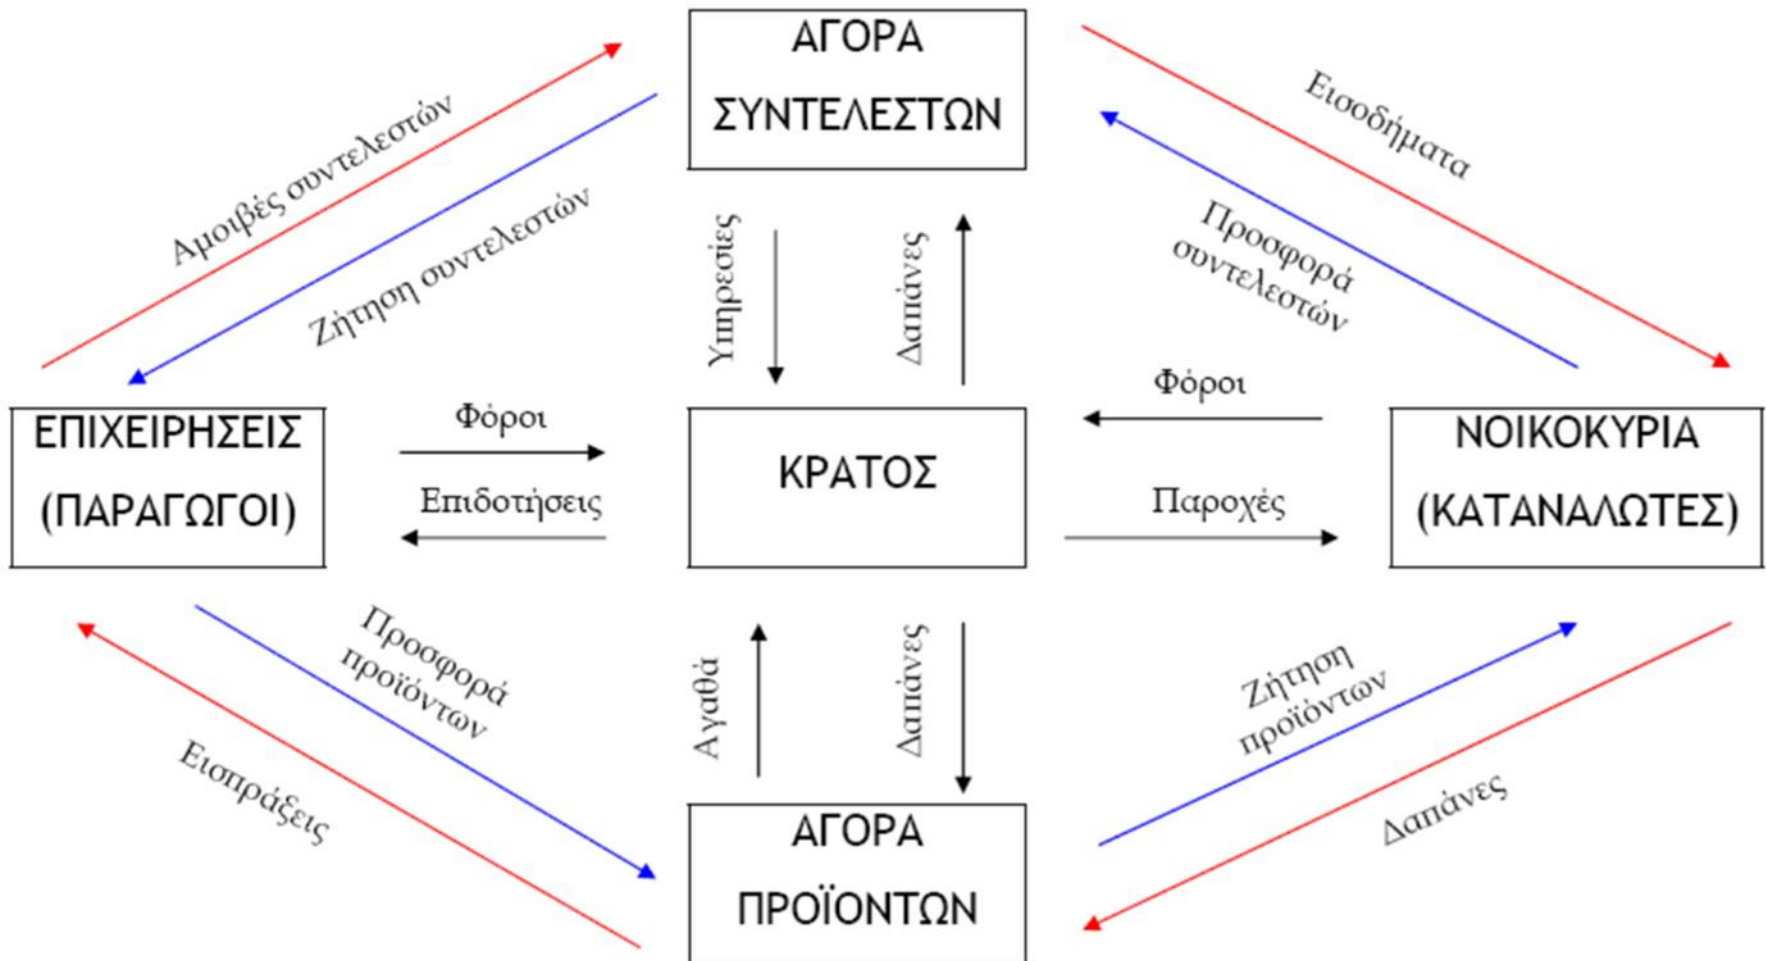 ΑΓΟΡΑ
ΣΥΝΤΕΛΕΣΤΩΝ
Αμοιβές συντελεστών
Ζήτηση συντελεστών
Εισοδήματα
Προσφορά
συντελεστών
Υπηρεσίες
Δαπάνες
ΕΠΙΧΕΙΡΗΣΕΙΣ
(ΠΑΡΑΓΩΓΟΙ)
Φόροι
Επιδοτήσεις
ΚΡΑΤΟΣ
Φόροι
Παροχές
ΝΟΙΚΟΚΥΡΙΑ
(ΚΑΤΑΝΑΛΩΤΕΣ)
Προσφορά
προϊόντων
Εισπράξεις
Αγαθά
Δαπάνες
Ζήτηση
προϊόντων
Δαπάνες
ΑΓΟΡΑ
ΠΡΟΪΟΝΤΩΝ